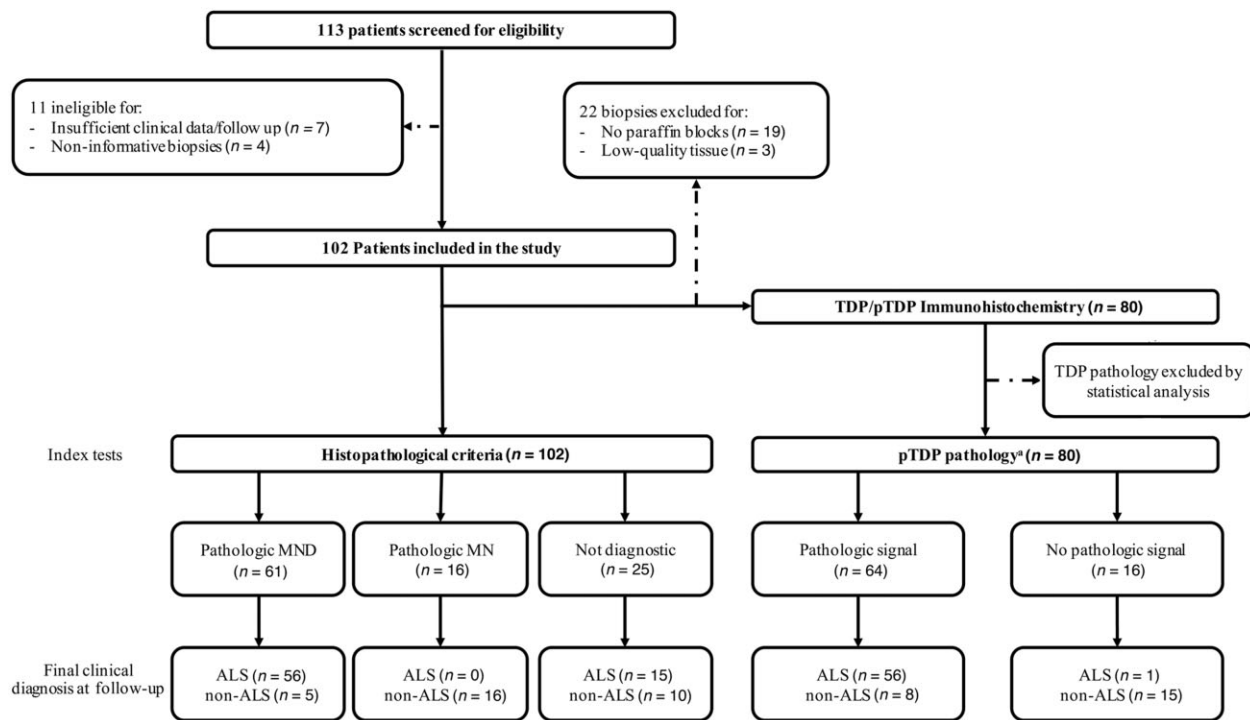 113 patients screened for eligibility
11 ineligible for:
- Insufficient clinical data/follow up (n = 7)
- Non-informative biopsies (n = 4)
22 biopsies excluded for:
- No paraffin blocks (n = 19)
- Low-quality tissue (n = 3)
102 Patients included in the study
TDP/pTDP Immunohistochemistry (n = 80)
TDP pathology excluded by
statistical analysis
Index tests
Histopathological criteria (n = 102)
pTDP pathologyᵃ (n = 80)
Pathologic MND
(n = 61)
Pathologic MN
(n = 16)
Not diagnostic
(n = 25)
Pathologic signal
(n = 64)
No pathologic signal
(n = 16)
Final clinical
diagnosis at follow-up
ALS (n = 56)
non-ALS (n = 5)
ALS (n = 0)
non-ALS (n = 16)
ALS (n = 15)
non-ALS (n = 10)
ALS (n = 56)
non-ALS (n = 8)
ALS (n = 1)
non-ALS (n = 15)